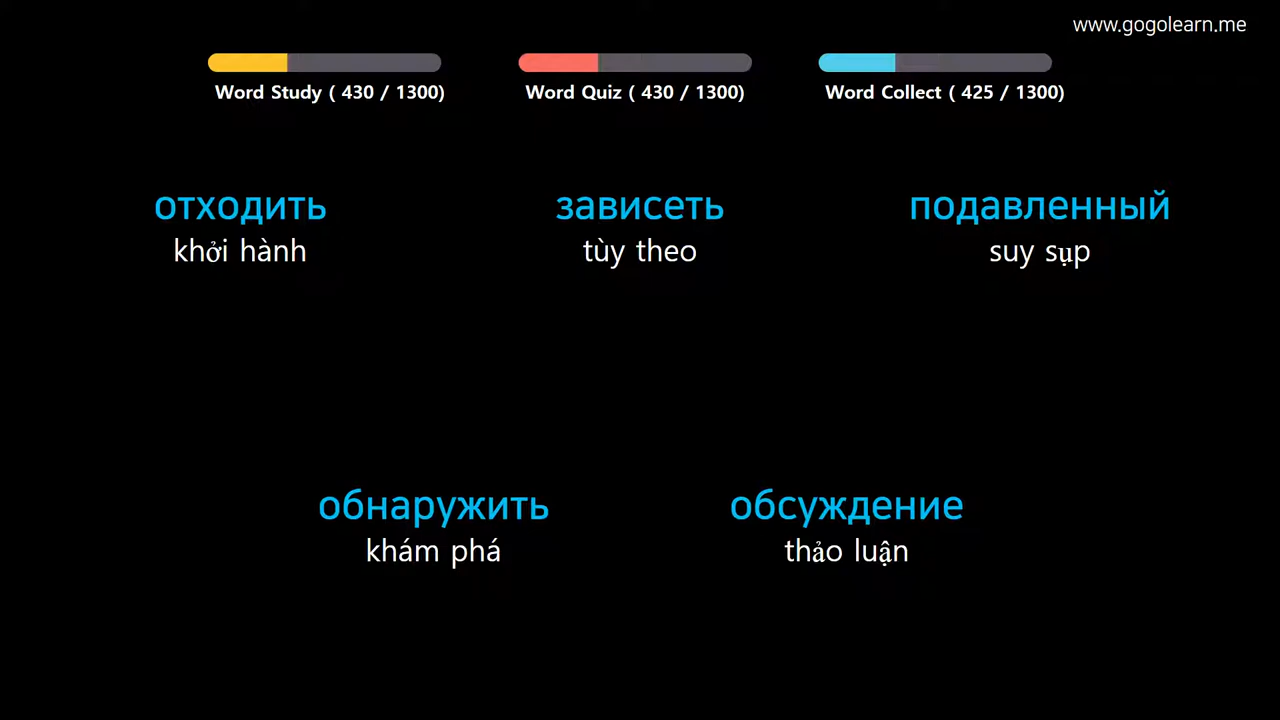 www.gogolearn.me
Word Study ( 430 / 1300)
Word Quiz ( 430 / 1300)
Word Collect ( 425 / 1300)
отходить
khởi hành
зависеть
tùy theo
подавленный
suy sụp
обнаружить
khám phá
обсуждение
thảo luận